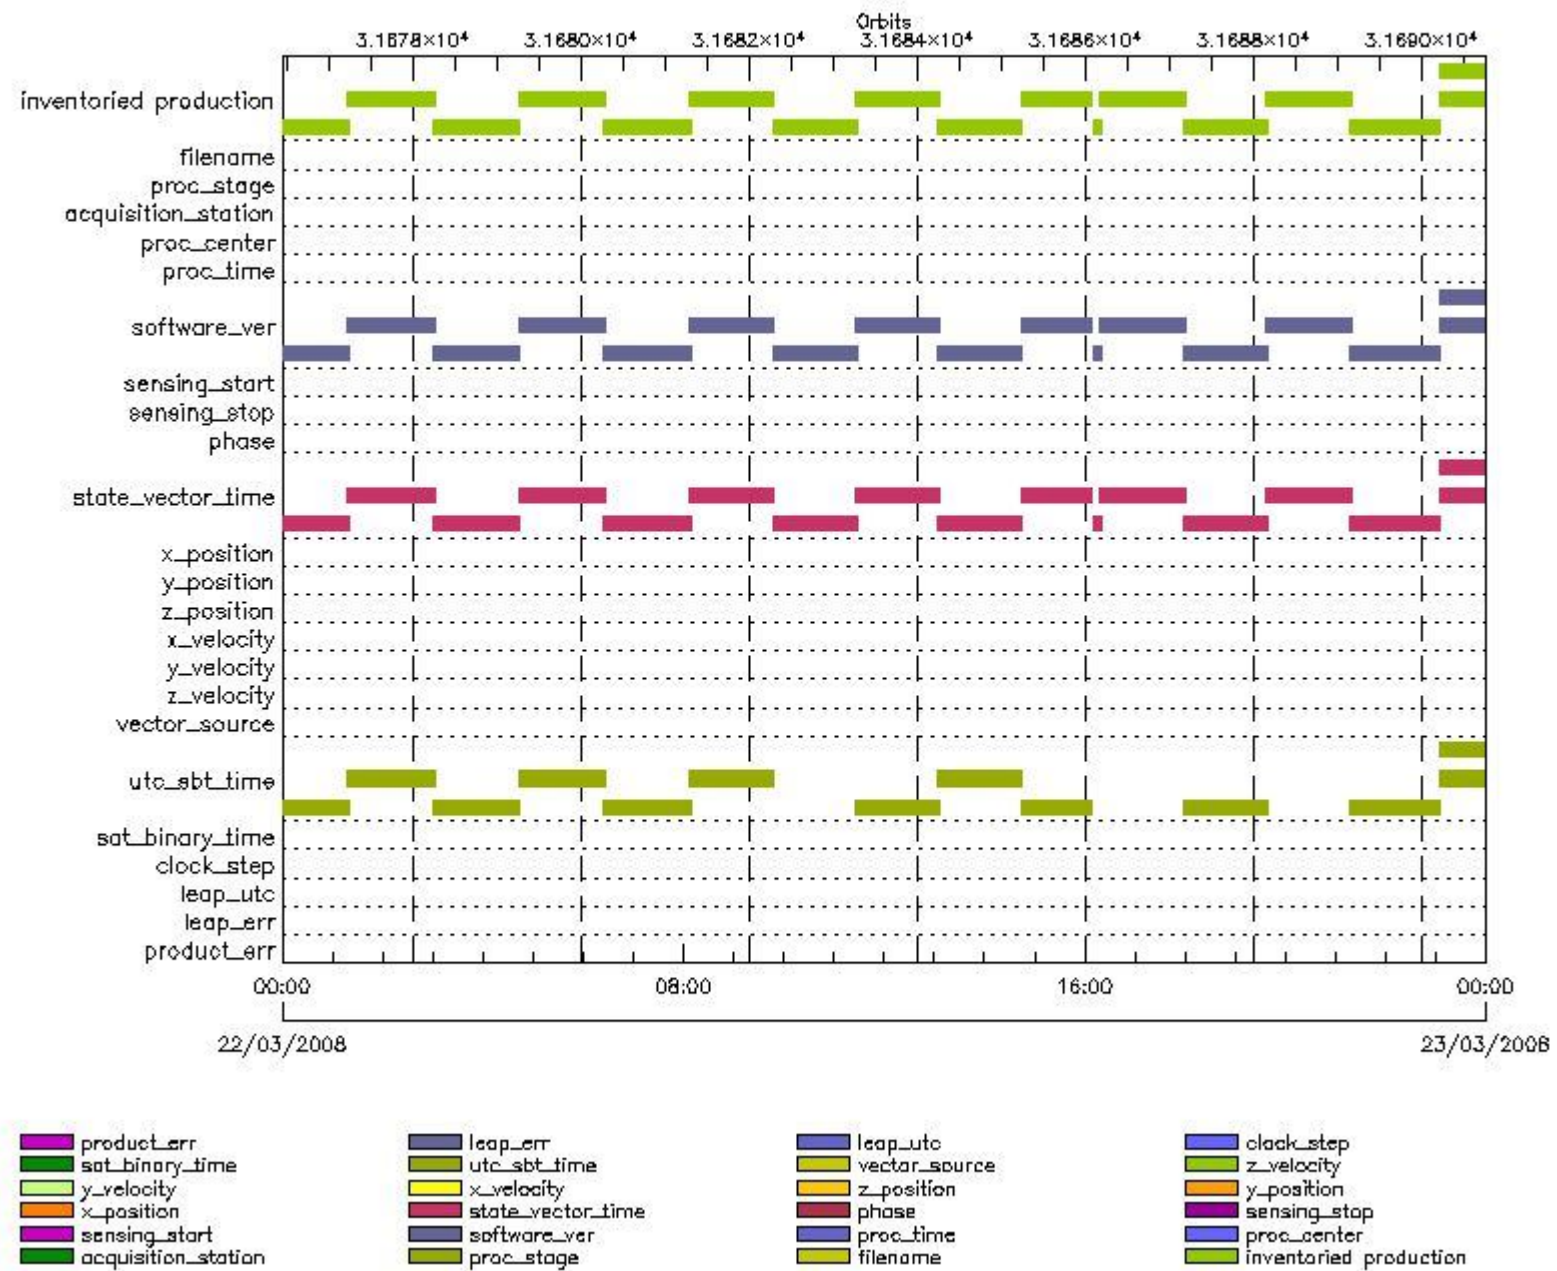 Orbits
3.1678×10⁴ 3.1680×10⁴ 3.1682×10⁴ 3.1684×10⁴ 3.1686×10⁴ 3.1688×10⁴ 3.1690×10⁴
inventoried production
filename
proc_stage
acquisition_station
proc_center
proc_time
software_ver
sensing_start
sensing_stop
phase
state_vector_time
x_position
y_position
z_position
x_velocity
y_velocity
z_velocity
vector_source
utc_sbt_time
sat_binary_time
clock_step
leap_utc
leap_err
product_err
00:00 08:00 16:00 00:00
22/03/2008 23/03/2008
product_err leap_err leap_utc clock_step
sat_binary_time utc_sbt_time vector_source z_velocity
y_velocity x_velocity z_position y_position
x_position state_vector_time phase sensing_stop
sensing_start software_ver proc_time proc_center
acquisition_station proc_stage filename inventoried production